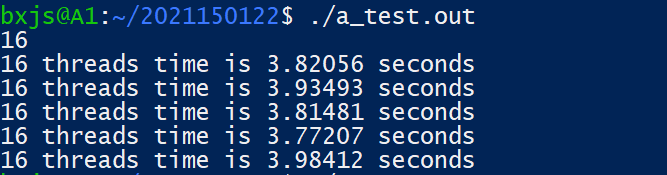 bxjs@A1:~/2021150122$ ./a_test.out
16
16 threads time is 3.82056 seconds
16 threads time is 3.93493 seconds
16 threads time is 3.81481 seconds
16 threads time is 3.77207 seconds
16 threads time is 3.98412 seconds